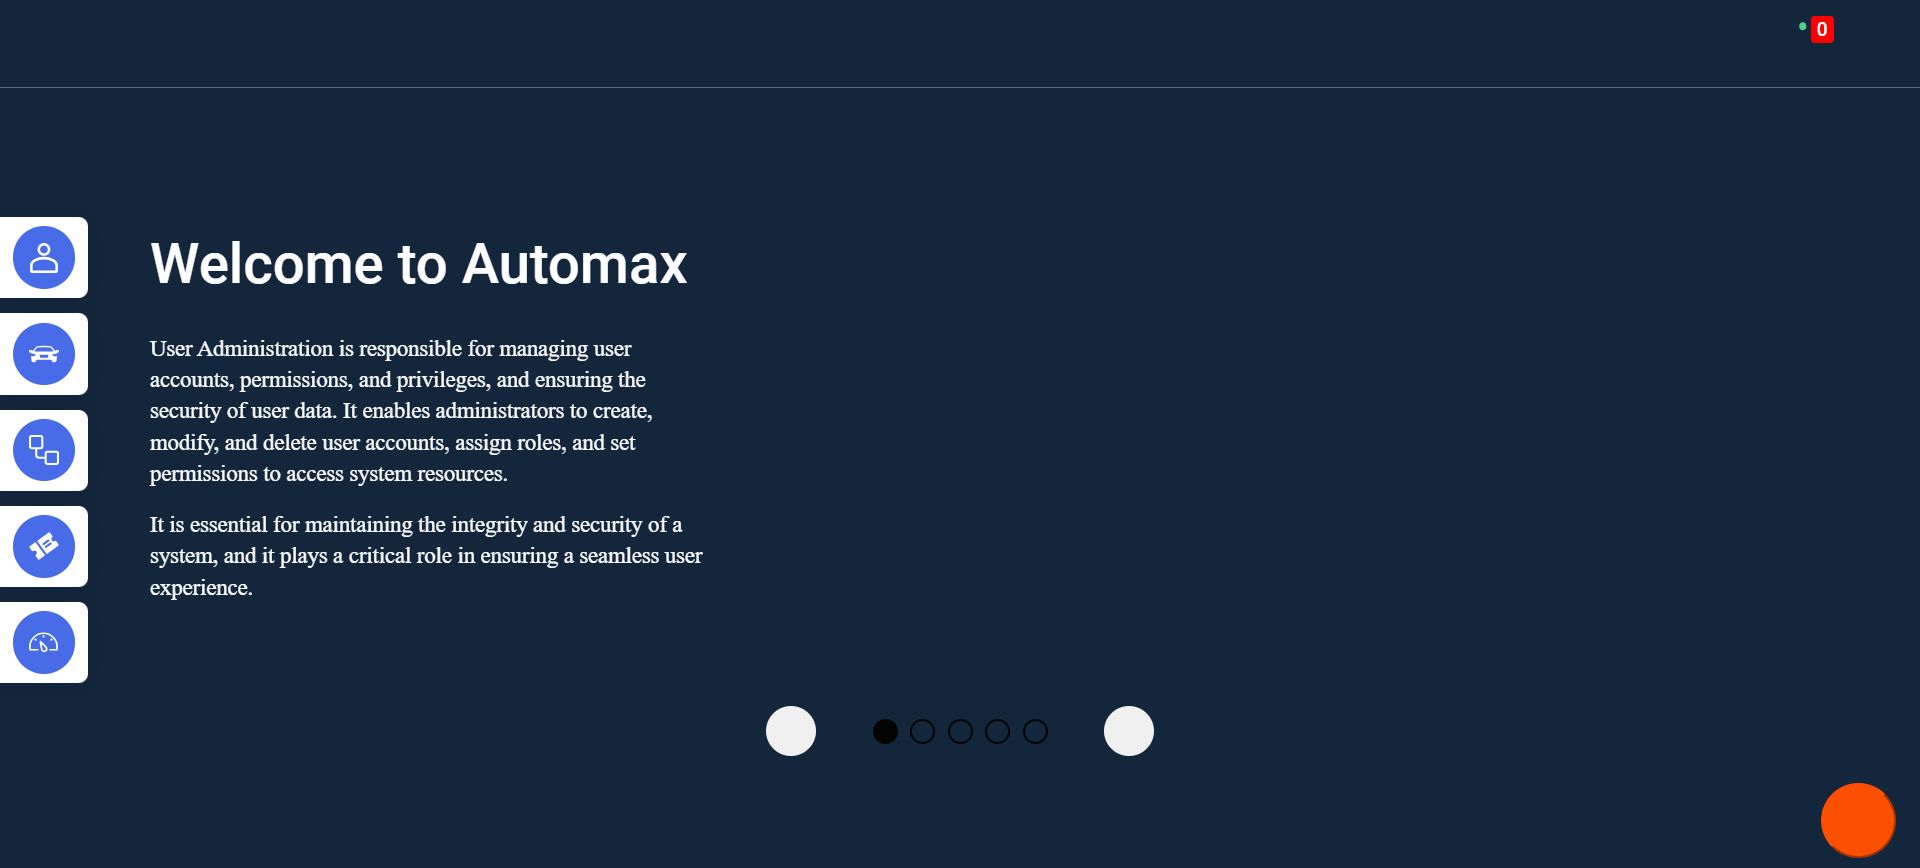 0
Welcome to Automax
User Administration is responsible for managing user
accounts, permissions, and privileges, and ensuring the
security of user data. It enables administrators to create,
modify, and delete user accounts, assign roles, and set
permissions to access system resources.
It is essential for maintaining the integrity and security of a
system, and it plays a critical role in ensuring a seamless user
experience.